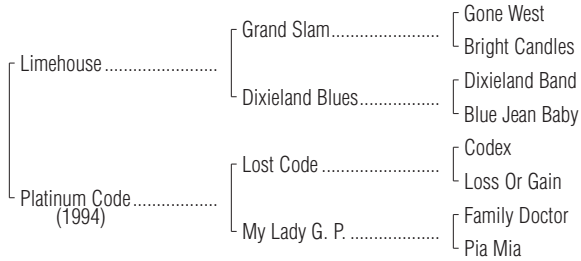 Gone West
Grand Slam
Bright Candles
Limehouse
Dixieland Band
Dixieland Blues
Blue Jean Baby
Codex
Lost Code
Loss Or Gain
Platinum Code
(1994)
Family Doctor
My Lady G. P.
Pia Mia